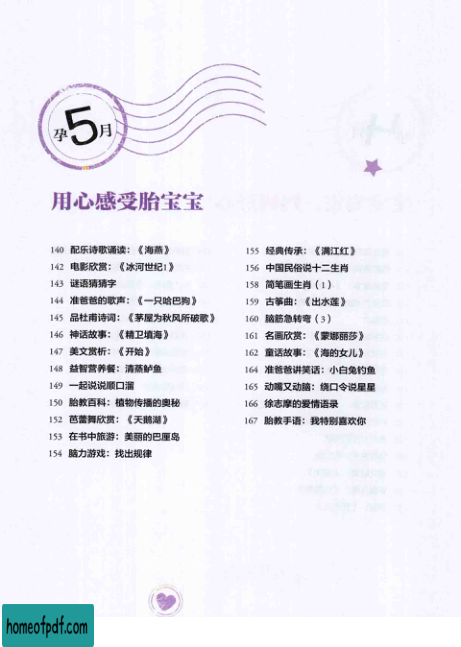 孕5月
用心感受胎宝宝
140 配乐诗歌诵读：《海燕》
142 电影欣赏：《冰河世纪1》
143 谜语猜猜字
144 准爸爸的歌声：《一只哈巴狗》
145 品杜甫诗词：《茅屋为秋风所破歌》
146 神话故事：《精卫填海》
147 美文赏析：《开始》
148 益智营养餐：清蒸鲈鱼
149 一起说说顺口溜
150 胎教百科：植物传播的奥秘
152 芭蕾舞欣赏：《天鹅湖》
153 在书中旅游：美丽的巴厘岛
154 脑力游戏：找出规律
155 经典传承：《满江红》
156 中国民俗说十二生肖
158 简笔画生肖（1）
159 古筝曲：《出水莲》
160 脑筋急转弯（3）
161 名画欣赏：《蒙娜丽莎》
162 童话故事：《海的女儿》
164 准爸爸讲笑话：小白兔钓鱼
165 动嘴又动脑：绕口令说星星
166 徐志摩的爱情语录
167 胎教手语：我特别喜欢你
homeofpdf.com